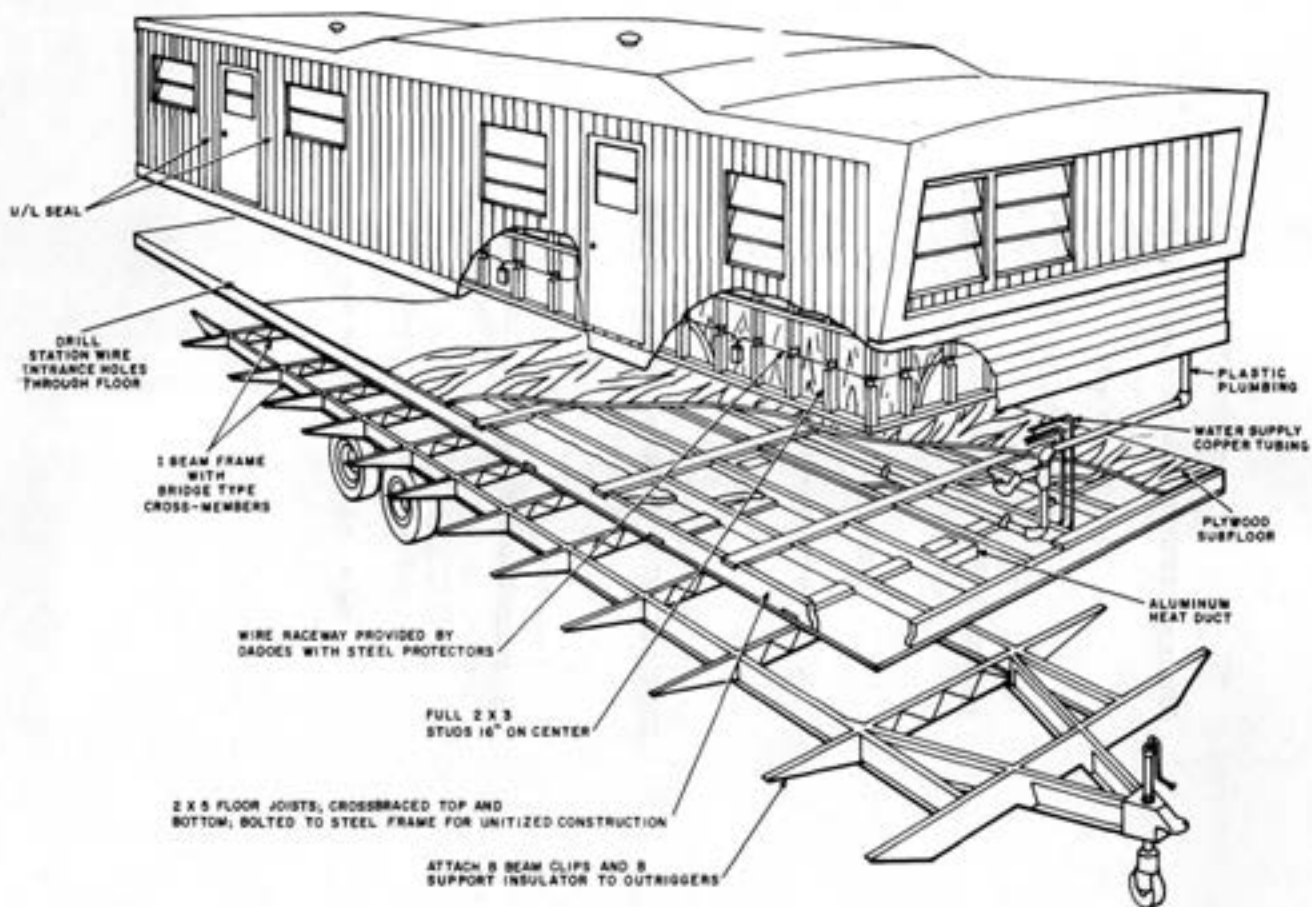 U/L SEAL
DRILL
STATION WIRE
ENTRANCE HOLES
THROUGH FLOOR
I BEAM FRAME
WITH
BRIDGE TYPE
CROSS-MEMBERS
PLASTIC
PLUMBING
WATER SUPPLY
COPPER TUBING
PLYWOOD
SUBFLOOR
ALUMINUM
HEAT DUCT
WIRE RACEWAY PROVIDED BY
DADOES WITH STEEL PROTECTORS
FULL 2 X 3
STUDS 16" ON CENTER
2 X 5 FLOOR JOISTS; CROSSBRACED TOP AND
BOTTOM; BOLTED TO STEEL FRAME FOR UNITIZED CONSTRUCTION
ATTACH B BEAM CLIPS AND B
SUPPORT INSULATOR TO OUTRIGGERS